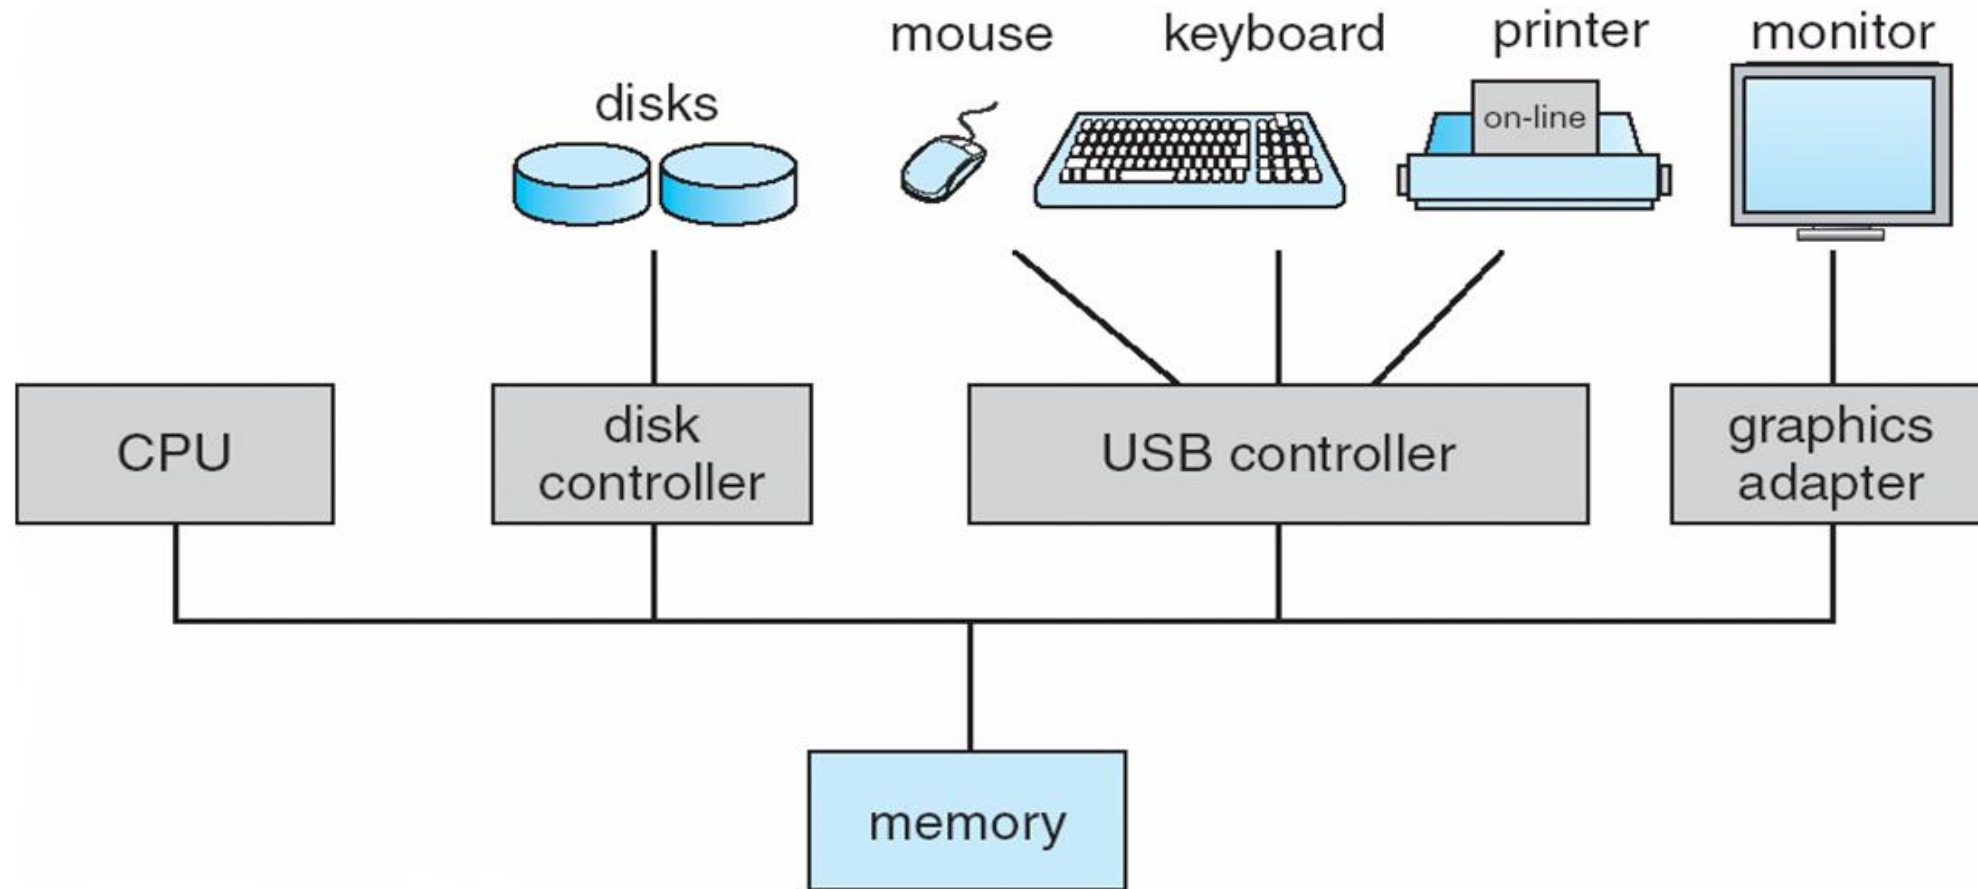 mouse
keyboard
printer
monitor
disks
on-line
CPU
disk
controller
USB controller
graphics
adapter
memory